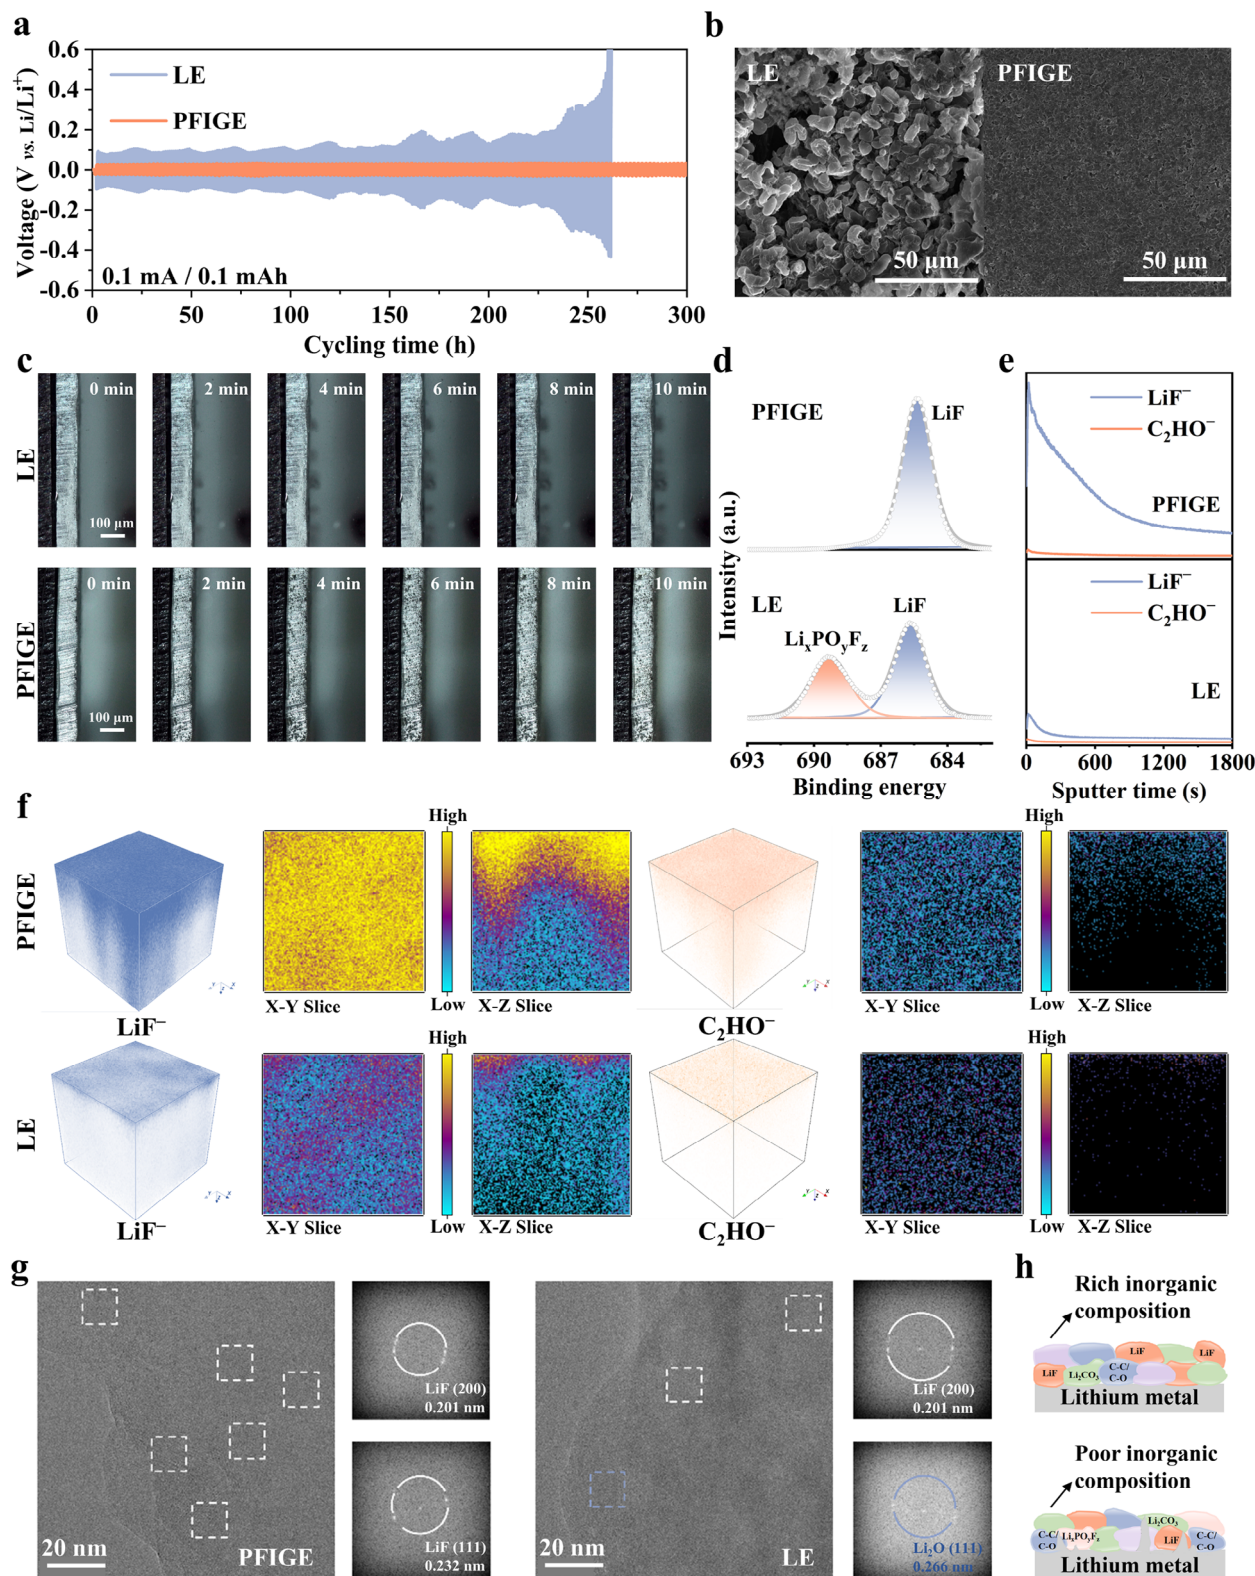 a
0.6
0.4
0.2
0.0
-0.2
-0.4
-0.6
Voltage (V vs. Li/Li⁺)
LE
PFIGE
0.1 mA / 0.1 mAh
0 50 100 150 200 250 300
Cycling time (h)
b
LE
50 μm
PFIGE
50 μm
c
LE
0 min
100 μm
2 min
4 min
6 min
8 min
10 min
PFIGE
0 min
100 μm
2 min
4 min
6 min
8 min
10 min
d
Intensity (a.u.)
PFIGE
LiF
LE
LiₓPOᵧF_z
LiF
693 690 687 684
Binding energy
e
LiF⁻
C₂HO⁻
PFIGE
LiF⁻
C₂HO⁻
LE
0 600 1200 1800
Sputter time (s)
f
PFIGE
LiF⁻
X-Y Slice
High
Low
X-Z Slice
C₂HO⁻
X-Y Slice
High
Low
X-Z Slice
LE
LiF⁻
X-Y Slice
High
Low
X-Z Slice
C₂HO⁻
X-Y Slice
High
Low
X-Z Slice
g
20 nm
PFIGE
LiF (200)
0.201 nm
LiF (111)
0.232 nm
20 nm
LE
LiF (200)
0.201 nm
Li₂O (111)
0.266 nm
h
Rich inorganic
composition
LiF
LiF
LiF
Li₂CO₃
C-C/
C-O
Lithium metal
Poor inorganic
composition
Li₂CO₃
C-C/
C-O
LiₓPOᵧF_z
LiF
C-C/
C-O
Lithium metal